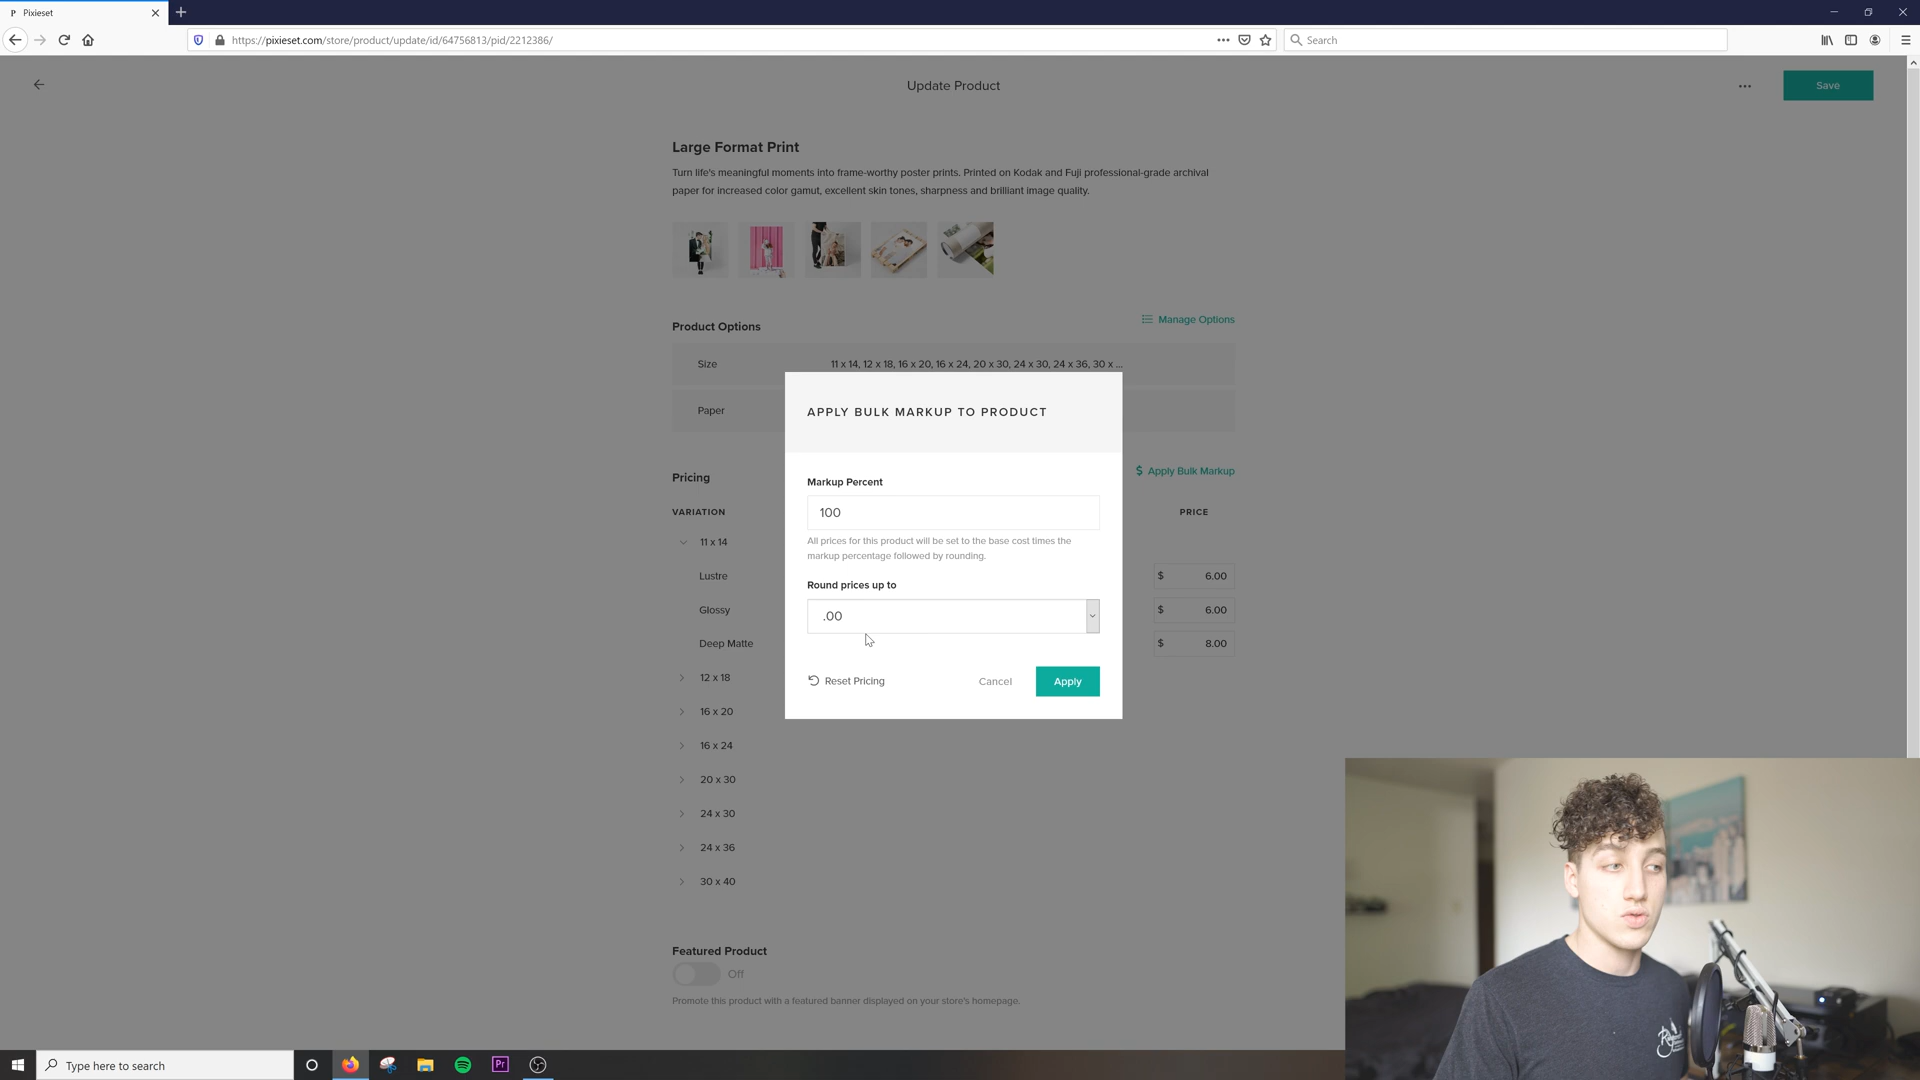 P Pixieset
https://pixieset.com/store/product/update/id/64756813/pid/2212386/
Search
Update Product
Save
Large Format Print
Turn life's meaningful moments into frame-worthy poster prints. Printed on Kodak and Fuji professional-grade archival
paper for increased color gamut, excellent skin tones, sharpness and brilliant image quality.
Product Options
Manage Options
Size
11 x 14, 12 x 18, 16 x 20, 16 x 24, 20 x 30, 24 x 30, 24 x 36, 30 x ...
Paper
APPLY BULK MARKUP TO PRODUCT
Pricing
$ Apply Bulk Markup
Markup Percent
VARIATION
100
PRICE
11 x 14
All prices for this product will be set to the base cost times the
markup percentage followed by rounding.
Lustre
$ 6.00
Round prices up to
Glossy
.00
$ 6.00
Deep Matte
$ 8.00
12 x 18
Reset Pricing
Cancel
Apply
16 x 20
16 x 24
20 x 30
24 x 30
24 x 36
30 x 40
Featured Product
Off
Promote this product with a featured banner displayed on your store's homepage.
Type here to search
Pr